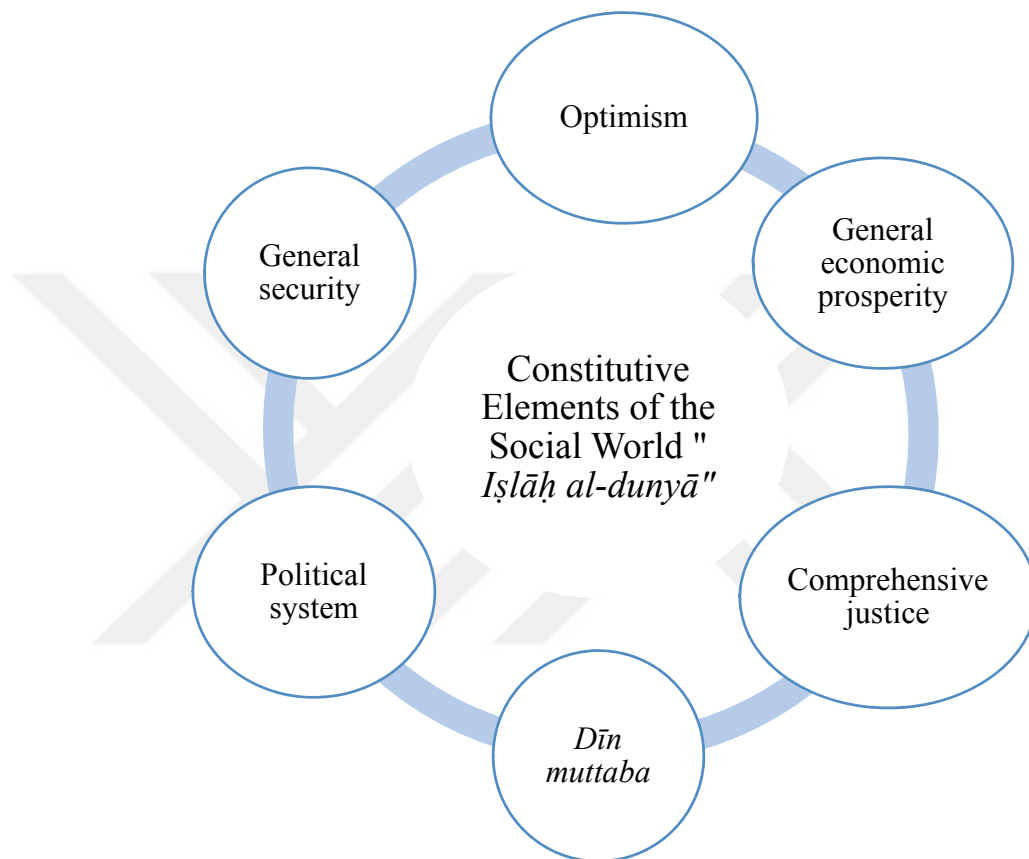 Optimism
General
economic
prosperity
Comprehensive
justice
Dīn
muttaba
Political
system
General
security
Constitutive
Elements of the
Social World "
Iṣlāḥ al-dunyā"